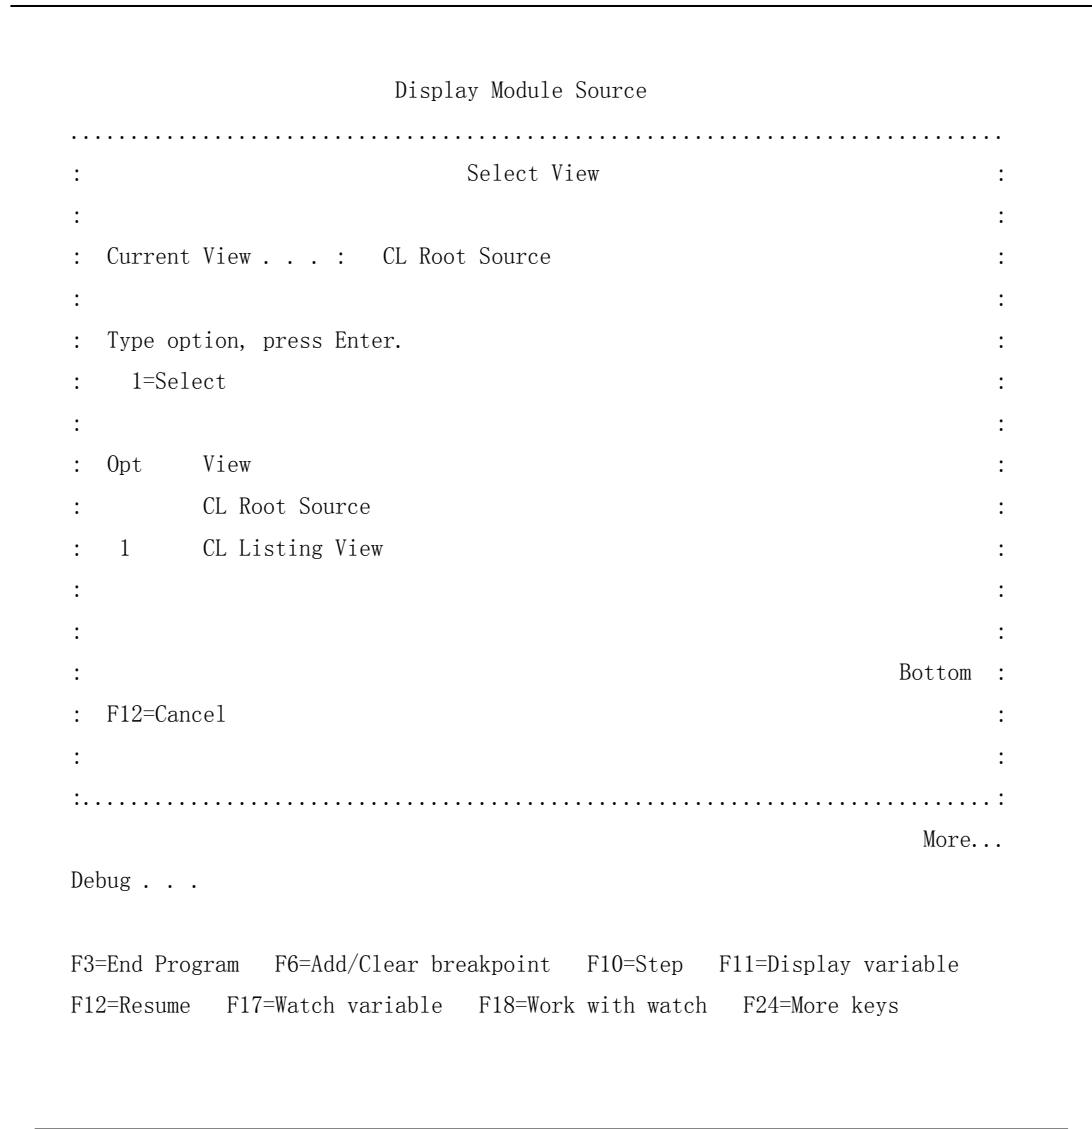 Display Module Source
..............................................................................
: Select View :
: :
: Current View . . . : CL Root Source :
: :
: Type option, press Enter. :
: 1=Select :
: :
: Opt View :
: CL Root Source :
: 1 CL Listing View :
: :
: :
: Bottom :
: F12=Cancel :
: :
:............................................................................:
More...
Debug . . .
F3=End Program F6=Add/Clear breakpoint F10=Step F11=Display variable
F12=Resume F17=Watch variable F18=Work with watch F24=More keys